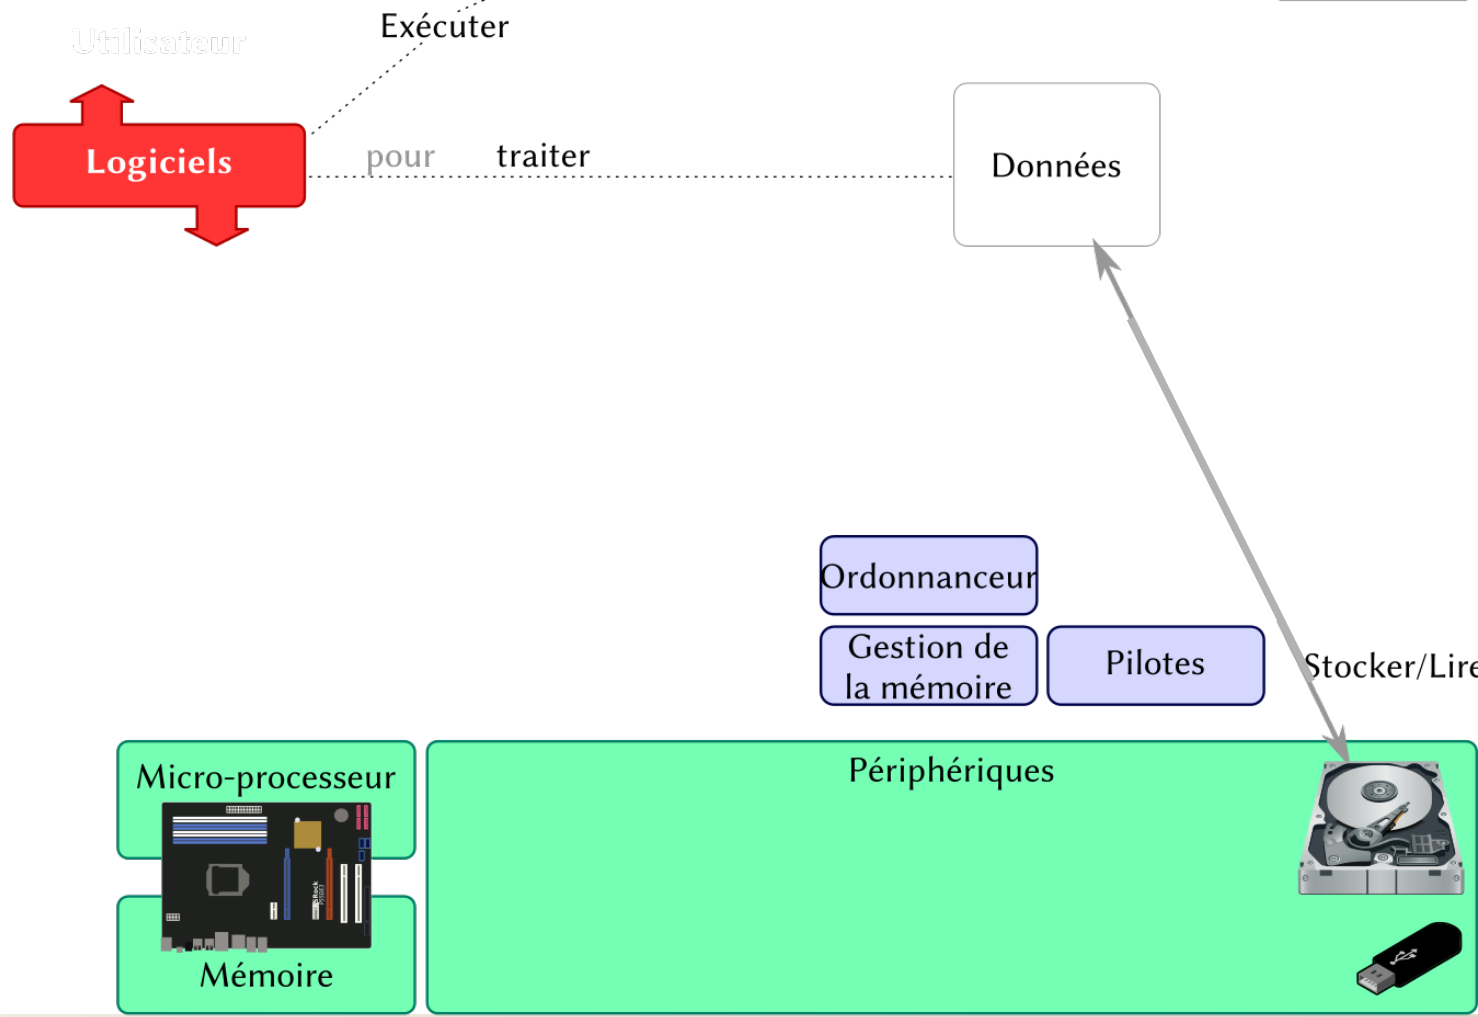 Exécuter
Utilisateur
Logiciels
pour traiter
Données
Ordonnanceur
Gestion de
la mémoire
Pilotes
Stocker/Lire
Micro-processeur
Périphériques
Mémoire